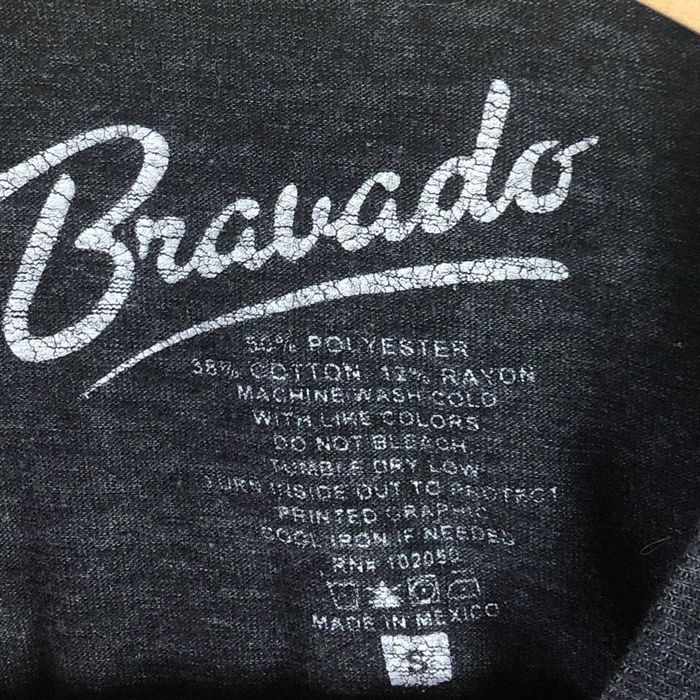 Bravado
50% POLYESTER
38% COTTON 12% RAYON
MACHINE WASH COLD
WITH LIKE COLORS
DO NOT BLEACH
TUMBLE DRY LOW
TURN INSIDE OUT TO PROTECT
PRINTED GRAPHIC
COOL IRON IF NEEDED
RN#
MADE IN MEXICO
S